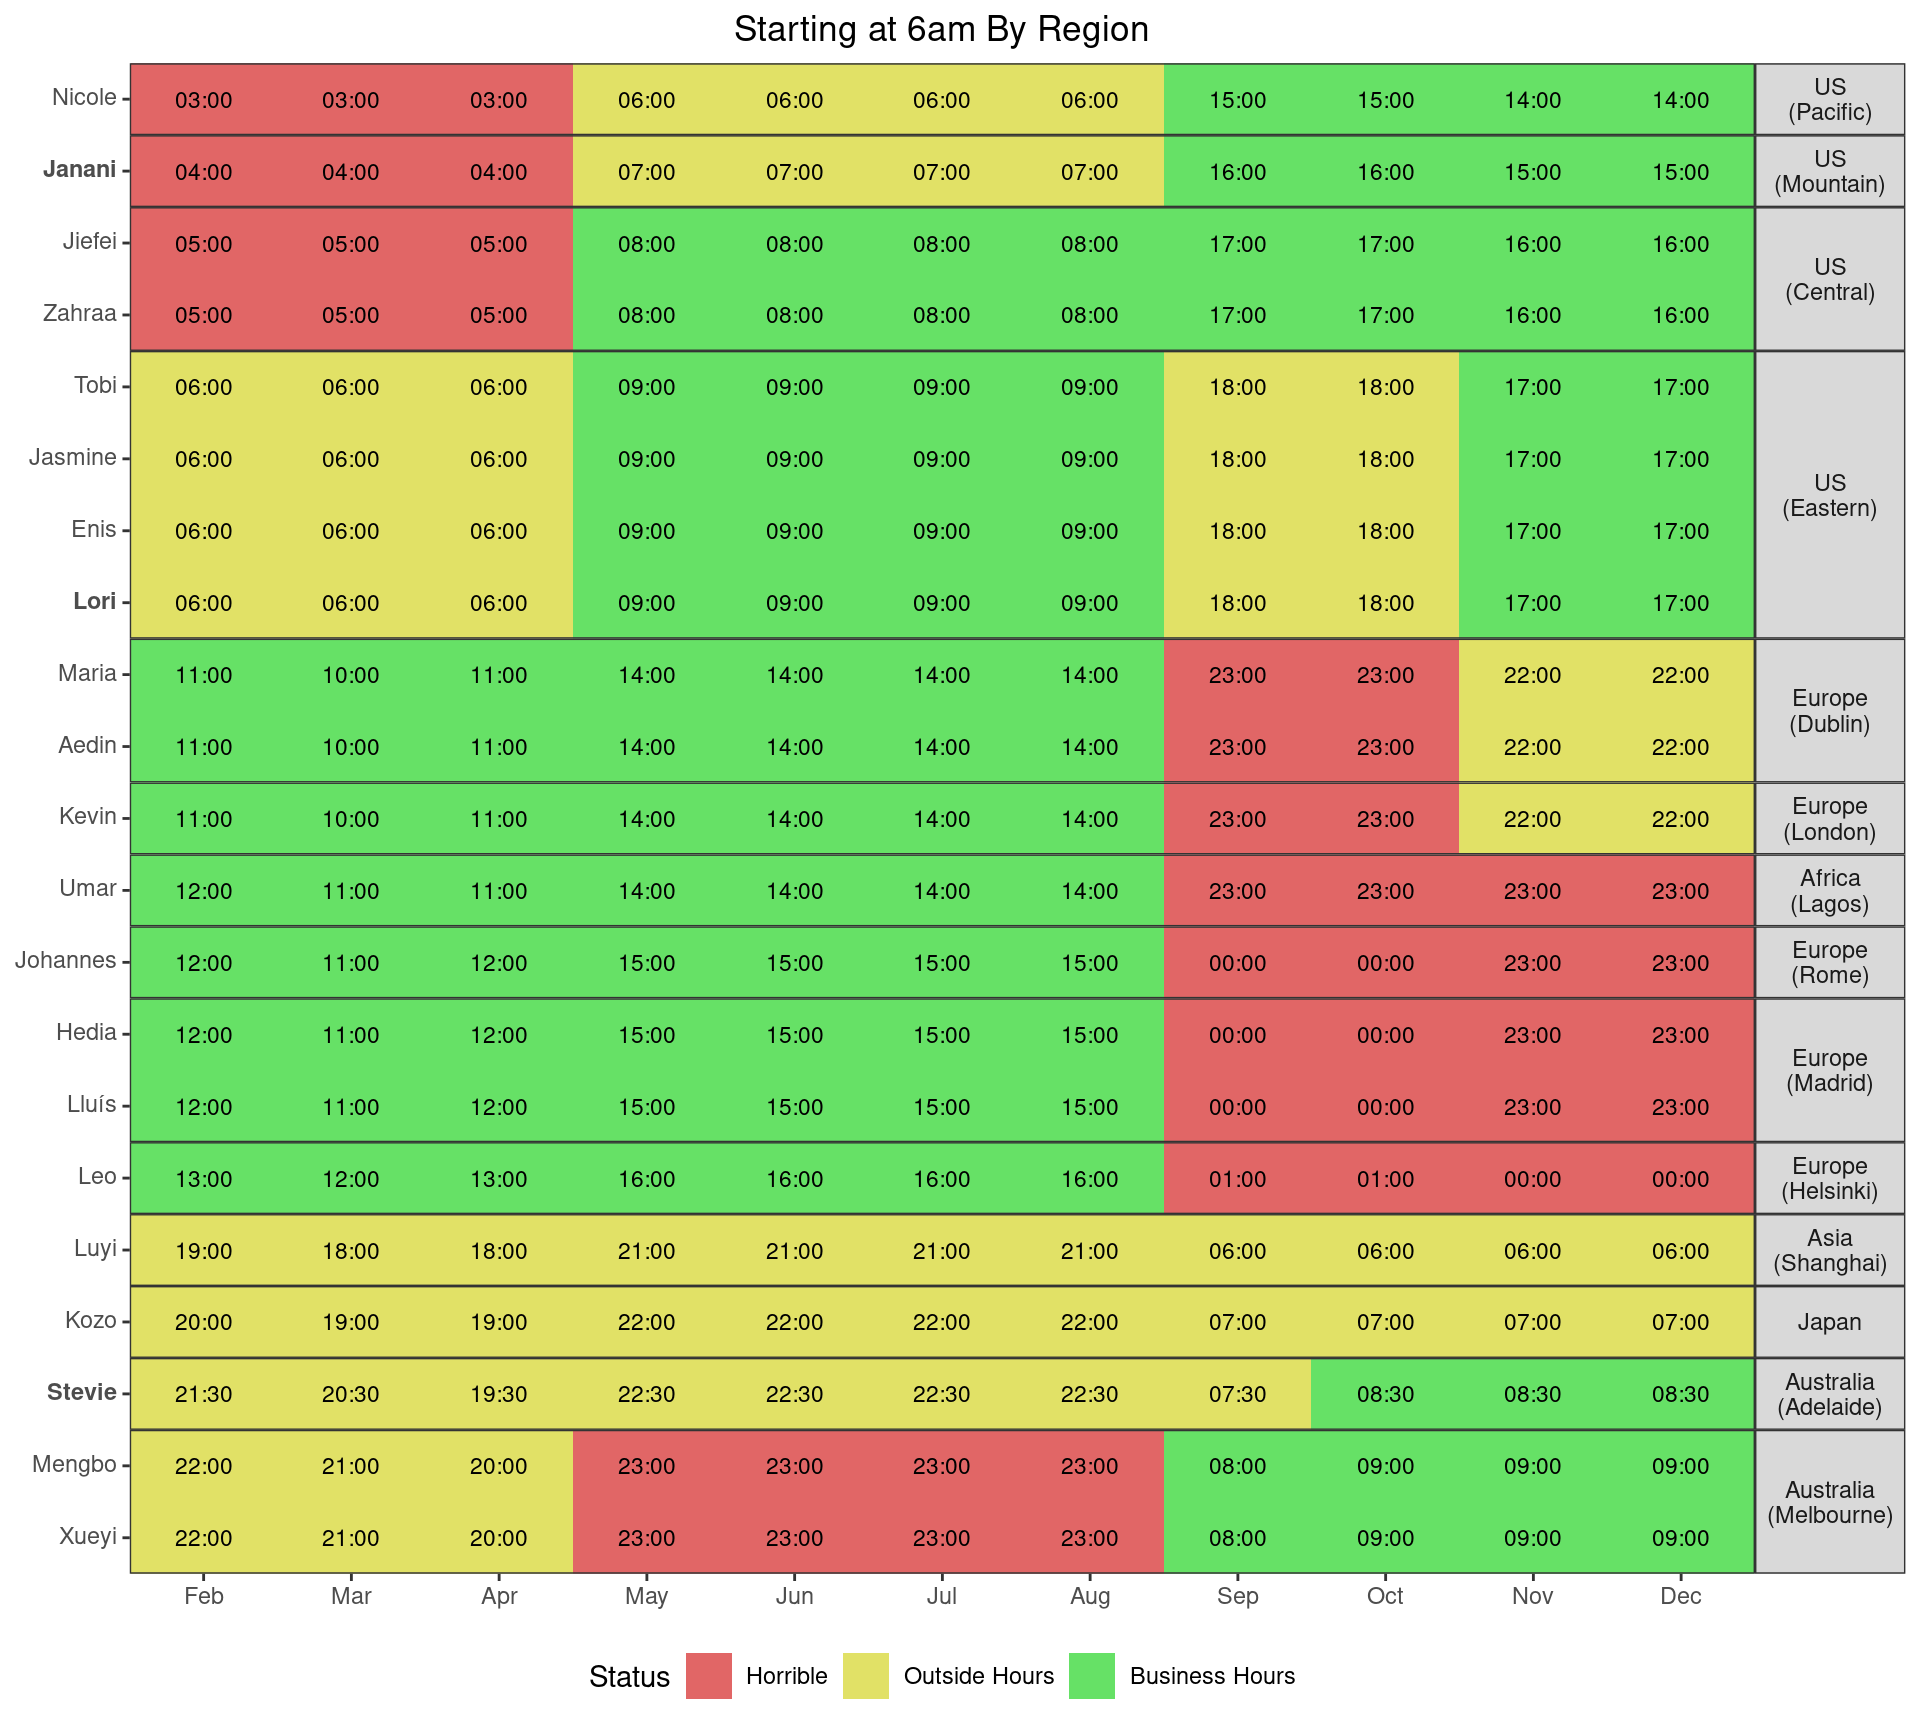 Starting at 6am By Region
Nicole 03:00 03:00 03:00 06:00 06:00 06:00 06:00 15:00 15:00 14:00 14:00 US (Pacific)
Janani 04:00 04:00 04:00 07:00 07:00 07:00 07:00 16:00 16:00 15:00 15:00 US (Mountain)
Jiefei 05:00 05:00 05:00 08:00 08:00 08:00 08:00 17:00 17:00 16:00 16:00
US (Central)
Zahraa 05:00 05:00 05:00 08:00 08:00 08:00 08:00 17:00 17:00 16:00 16:00
Tobi 06:00 06:00 06:00 09:00 09:00 09:00 09:00 18:00 18:00 17:00 17:00
Jasmine 06:00 06:00 06:00 09:00 09:00 09:00 09:00 18:00 18:00 17:00 17:00
US (Eastern)
Enis 06:00 06:00 06:00 09:00 09:00 09:00 09:00 18:00 18:00 17:00 17:00
Lori 06:00 06:00 06:00 09:00 09:00 09:00 09:00 18:00 18:00 17:00 17:00
Maria 11:00 10:00 11:00 14:00 14:00 14:00 14:00 23:00 23:00 22:00 22:00
Europe (Dublin)
Aedin 11:00 10:00 11:00 14:00 14:00 14:00 14:00 23:00 23:00 22:00 22:00
Kevin 11:00 10:00 11:00 14:00 14:00 14:00 14:00 23:00 23:00 22:00 22:00 Europe (London)
Umar 12:00 11:00 11:00 14:00 14:00 14:00 14:00 23:00 23:00 23:00 23:00 Africa (Lagos)
Johannes 12:00 11:00 12:00 15:00 15:00 15:00 15:00 00:00 00:00 23:00 23:00 Europe (Rome)
Hedia 12:00 11:00 12:00 15:00 15:00 15:00 15:00 00:00 00:00 23:00 23:00
Europe (Madrid)
Lluís 12:00 11:00 12:00 15:00 15:00 15:00 15:00 00:00 00:00 23:00 23:00
Leo 13:00 12:00 13:00 16:00 16:00 16:00 16:00 01:00 01:00 00:00 00:00 Europe (Helsinki)
Luyi 19:00 18:00 18:00 21:00 21:00 21:00 21:00 06:00 06:00 06:00 06:00 Asia (Shanghai)
Kozo 20:00 19:00 19:00 22:00 22:00 22:00 22:00 07:00 07:00 07:00 07:00 Japan
Stevie 21:30 20:30 19:30 22:30 22:30 22:30 22:30 07:30 08:30 08:30 08:30 Australia (Adelaide)
Mengbo 22:00 21:00 20:00 23:00 23:00 23:00 23:00 08:00 09:00 09:00 09:00
Australia (Melbourne)
Xueyi 22:00 21:00 20:00 23:00 23:00 23:00 23:00 08:00 09:00 09:00 09:00
Feb Mar Apr May Jun Jul Aug Sep Oct Nov Dec
Status Horrible Outside Hours Business Hours